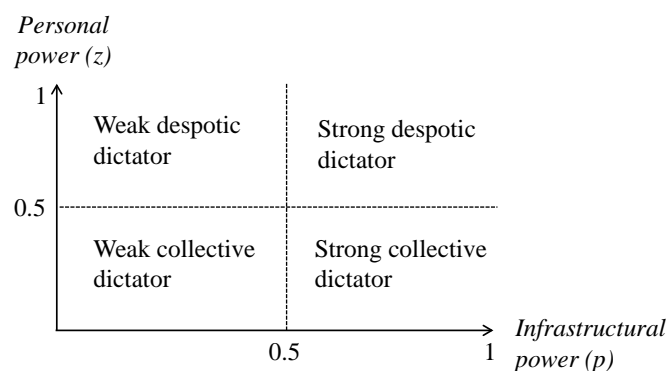 Personal
power (z)
1
Weak despotic
dictator
Strong despotic
dictator
0.5
Weak collective
dictator
Strong collective
dictator
0.5
1
Infrastructural
power (p)